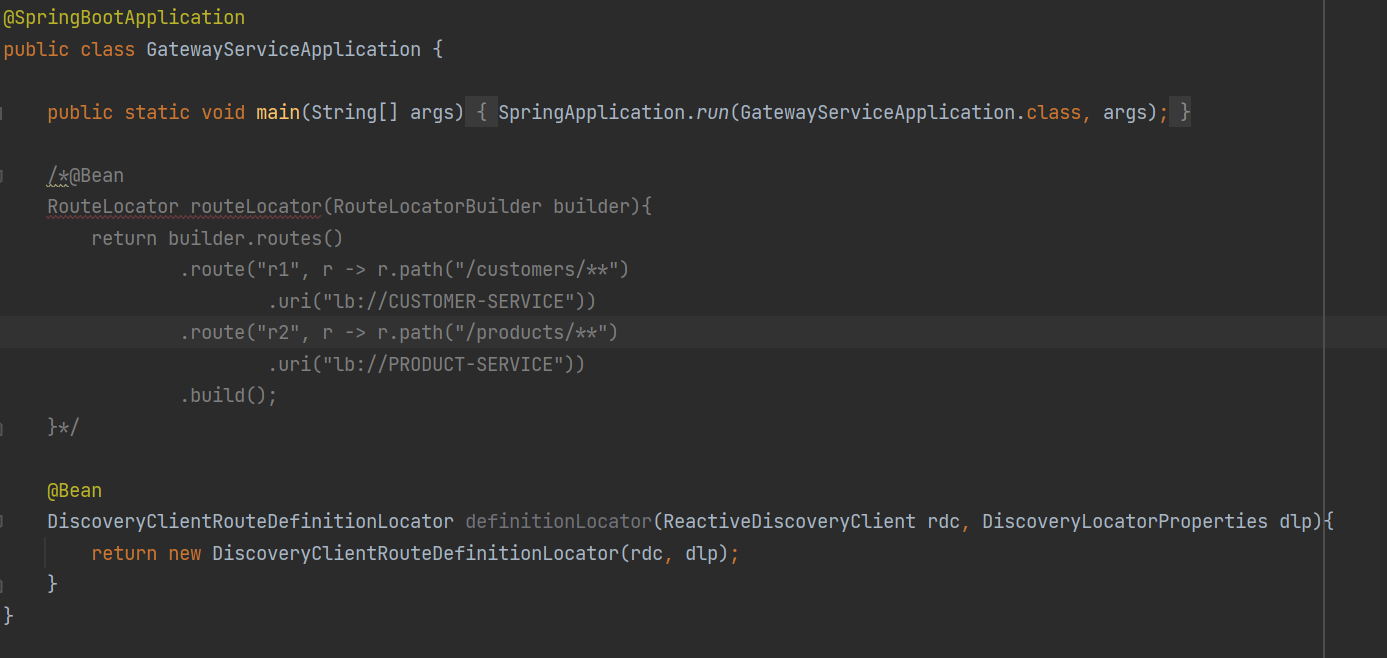 @SpringBootApplication
public class GatewayServiceApplication {
public static void main(String[] args) { SpringApplication.run(GatewayServiceApplication.class, args); }
/*@Bean
RouteLocator routeLocator(RouteLocatorBuilder builder){
return builder.routes()
.route("r1", r -> r.path("/customers/**")
.uri("lb://CUSTOMER-SERVICE"))
.route("r2", r -> r.path("/products/**")
.uri("lb://PRODUCT-SERVICE"))
.build();
}*/
@Bean
DiscoveryClientRouteDefinitionLocator definitionLocator(ReactiveDiscoveryClient rdc, DiscoveryLocatorProperties dlp){
return new DiscoveryClientRouteDefinitionLocator(rdc, dlp);
}
}